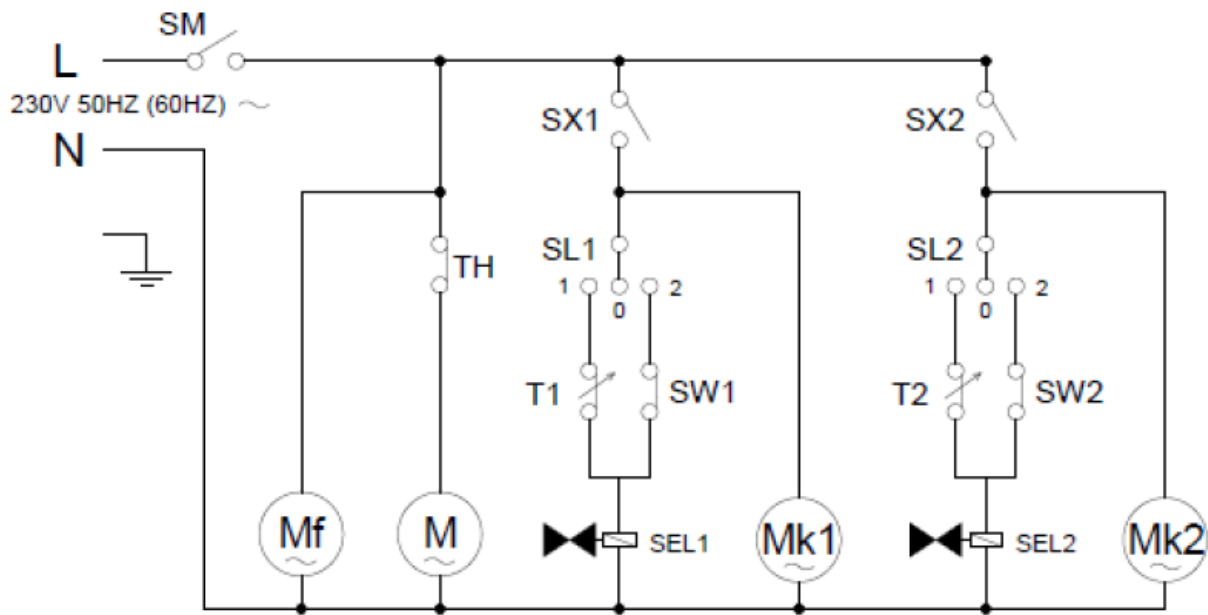 SM
L
230V 50HZ (60HZ) ~
N
SX1
SX2
SL1
SL2
TH
1
2
1
2
0
0
T1
SW1
T2
SW2
Mf
M
SEL1
Mk1
SEL2
Mk2